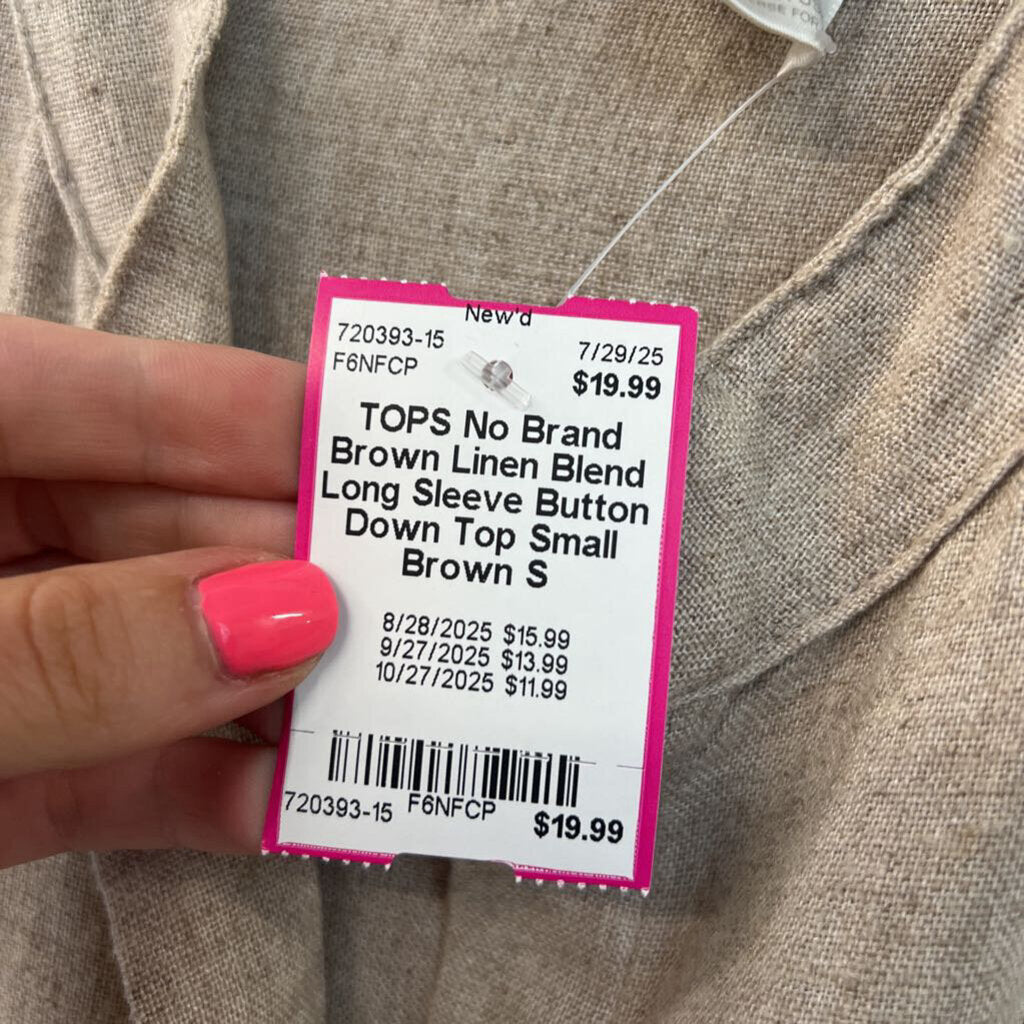 New'd
720393-15
7/29/25
F6NFCP
$19.99
TOPS No Brand
Brown Linen Blend
Long Sleeve Button
Down Top Small
Brown S
8/28/2025 $15.99
9/27/2025 $13.99
10/27/2025 $11.99
720393-15 F6NFCP $19.99